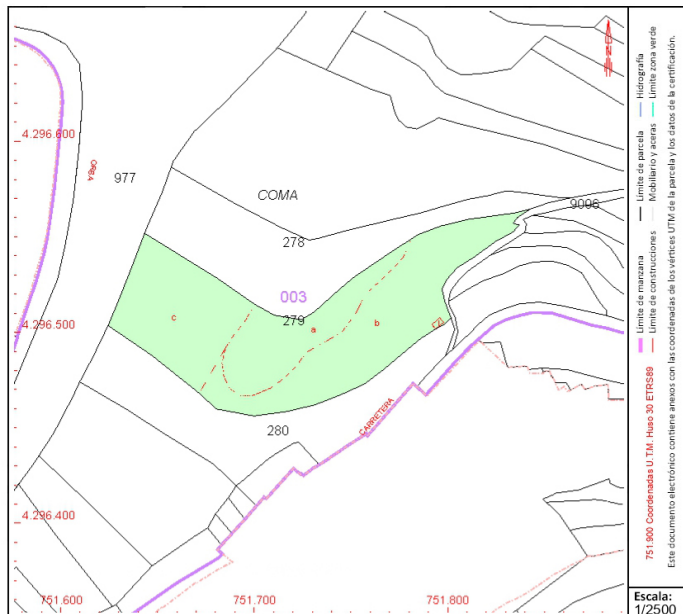 4.296.600
ORBA
977
COMA
9006
278
003
279
4.296.500
c
a
b
CARRETERA
280
4.296.400
751.600
751.700
751.800
751.900 Coordenadas U.T.M. Huso 30 ETRS89
Límite de manzana
Límite de parcela
Hidrografía
Límite de construcciones
Mobiliario y aceras
Límite zona verde
Este documento electrónico contiene anexos con las coordenadas de los vértices UTM de la parcela y los datos de la certificación.
Escala:
1/2500